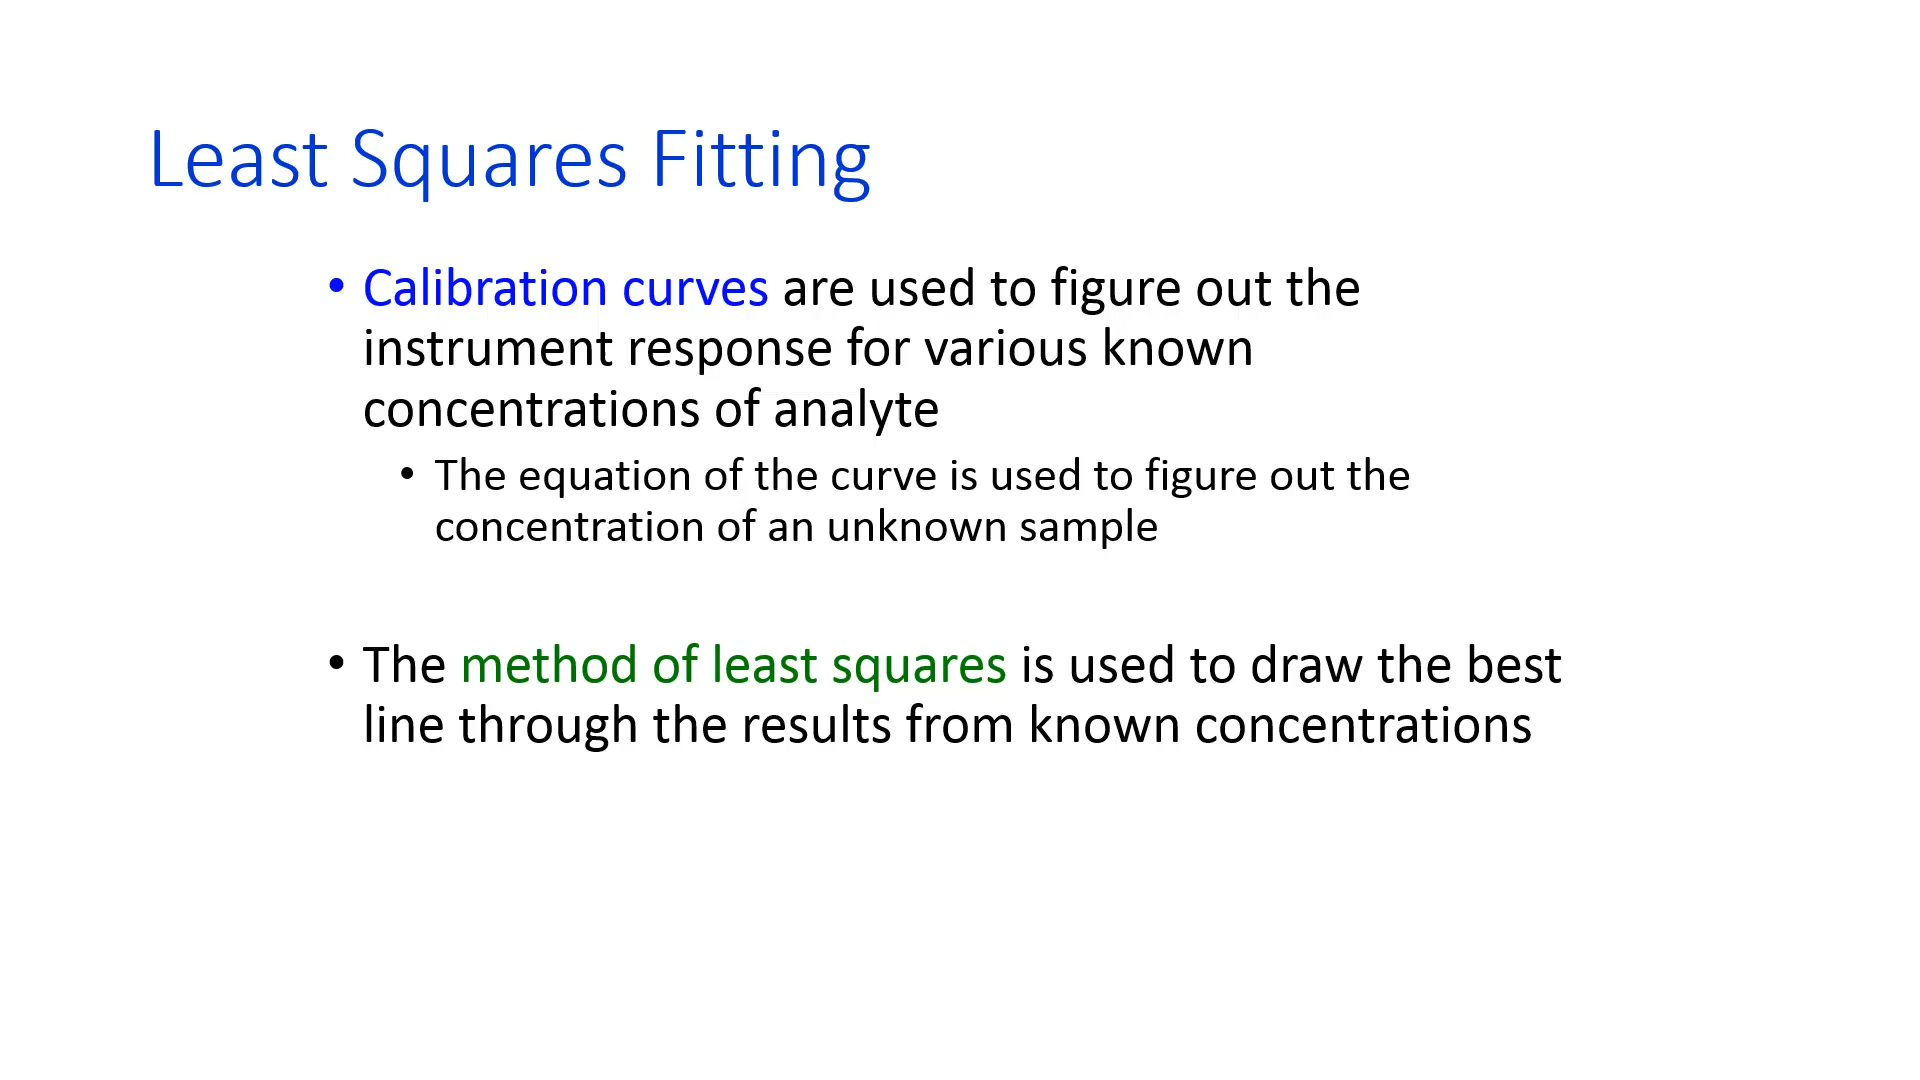 Least Squares Fitting
• Calibration curves are used to figure out the
instrument response for various known
concentrations of analyte
• The equation of the curve is used to figure out the
concentration of an unknown sample
• The method of least squares is used to draw the best
line through the results from known concentrations